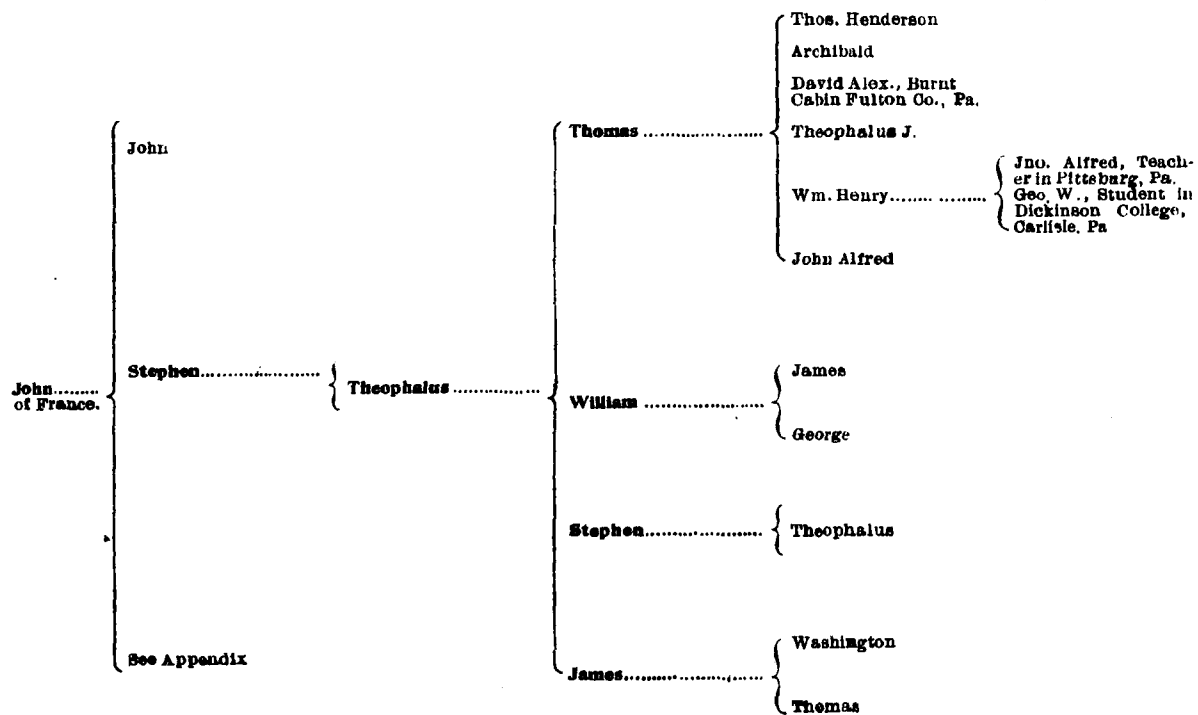 John........
of France.
John
Stephen......................
See Appendix
Theophalus ................
Thomas ......................
William ......................
Stephen......................
James.........................
Thos. Henderson
Archibald
David Alex., Burnt
Cabin Fulton Co., Pa.
Theophalus J.
Wm. Henry........ ..........
John Alfred
Jno. Alfred, Teach-
er in Pittsburg, Pa.
Geo. W., Student in
Dickinson College,
Carlisle, Pa
James
George
Theophalus
Washington
Thomas